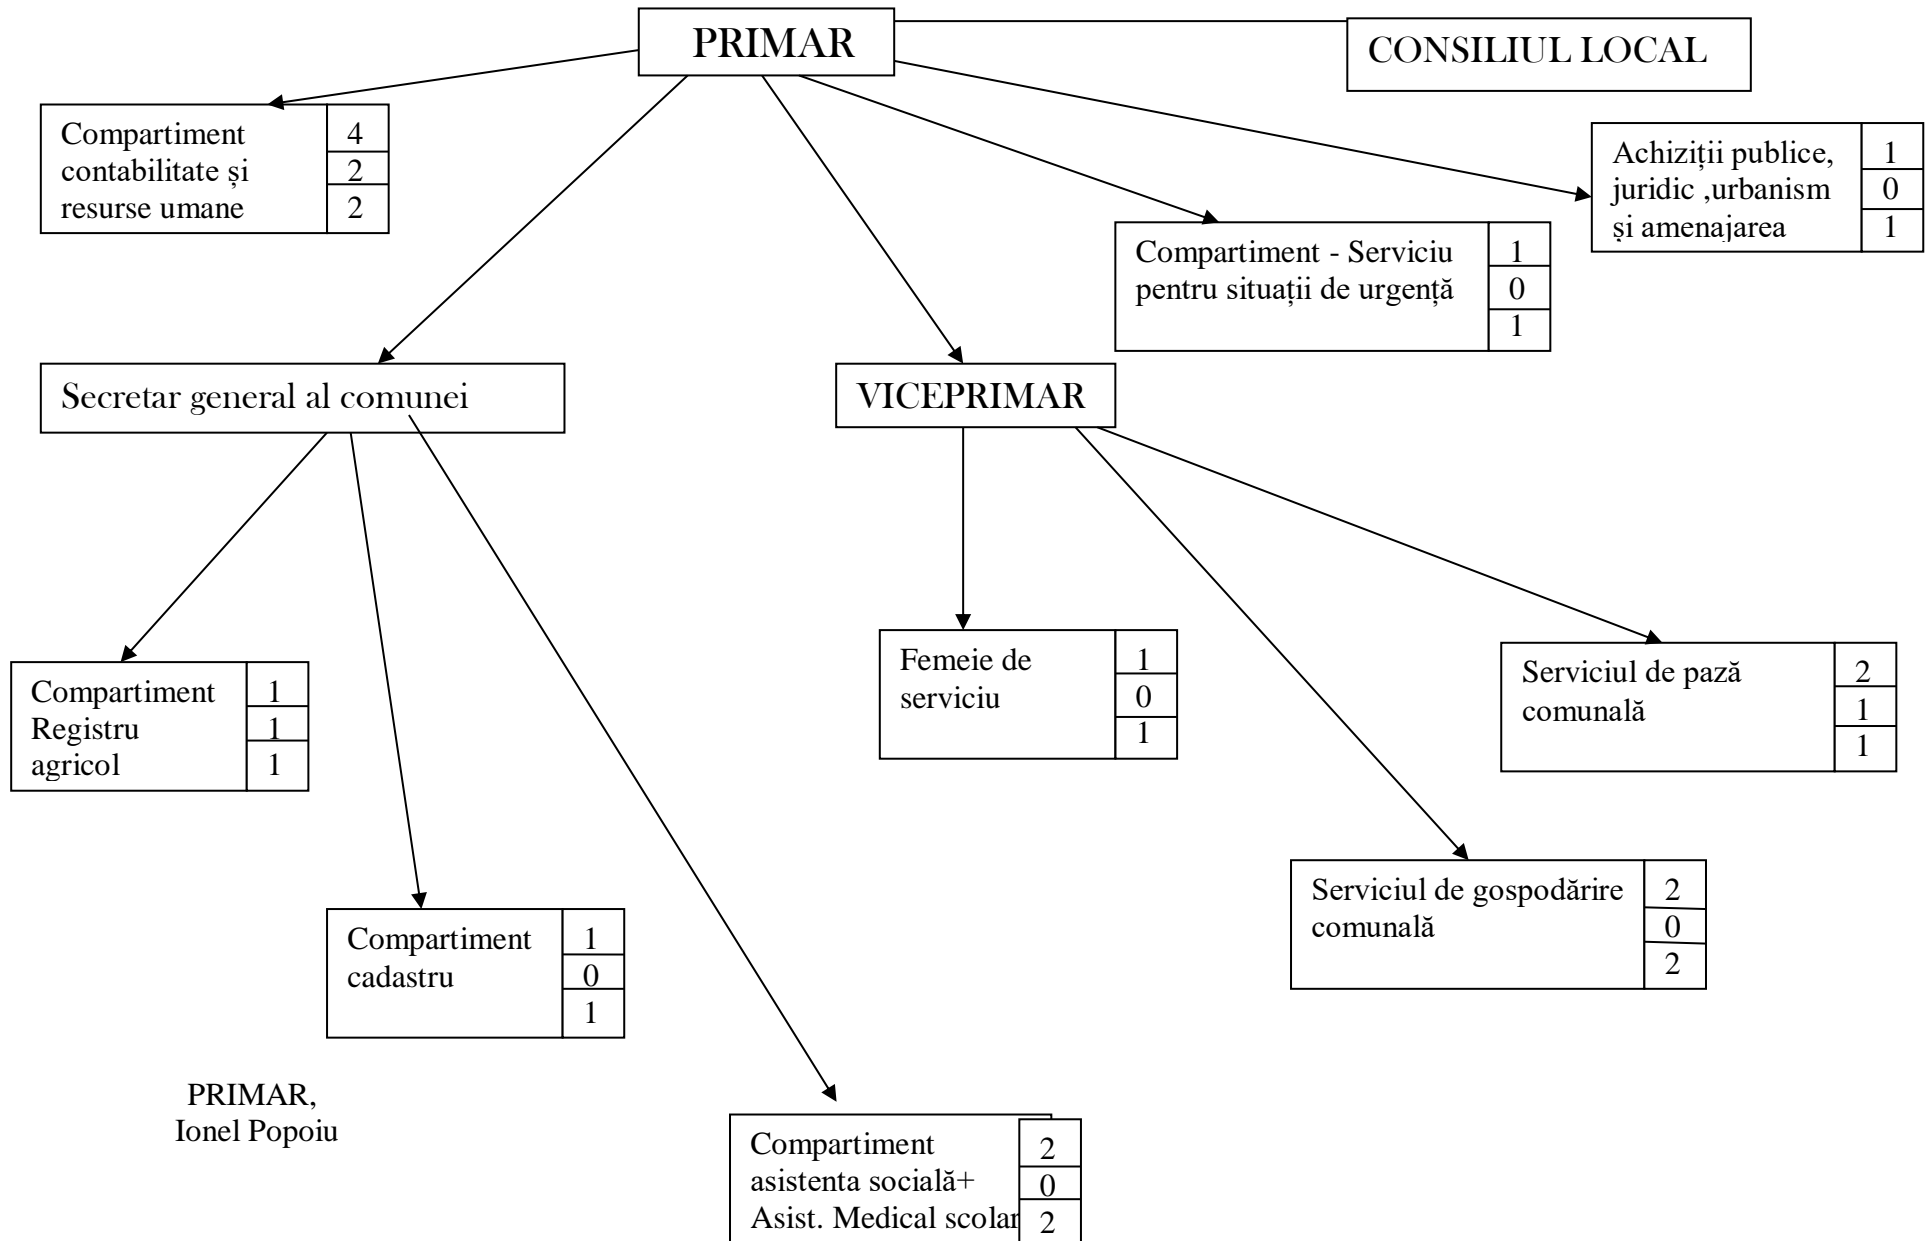 PRIMAR
CONSILIUL LOCAL
Compartiment
contabilitate și
resurse umane
4
2
2
Achiziții publice,
juridic ,urbanism
și amenajarea
1
0
1
Compartiment - Serviciu
pentru situații de urgență
1
0
1
Secretar general al comunei
VICEPRIMAR
Femeie de
serviciu
1
0
1
Serviciul de pază
comunală
2
1
1
Compartiment
Registru
agricol
1
1
1
Serviciul de gospodărire
comunală
2
0
2
Compartiment
cadastru
1
0
1
PRIMAR,
Ionel Popoiu
Compartiment
asistenta socială+
Asist. Medical scolar
2
0
2